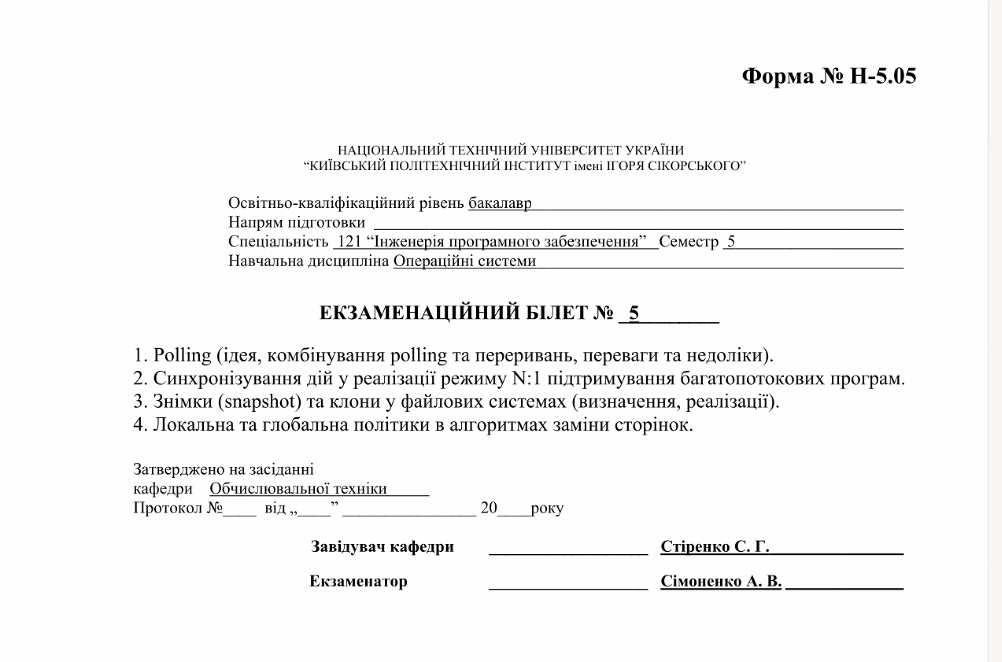 Форма № Н-5.05
НАЦІОНАЛЬНИЙ ТЕХНІЧНИЙ УНІВЕРСИТЕТ УКРАЇНИ
“КИЇВСЬКИЙ ПОЛІТЕХНІЧНИЙ ІНСТИТУТ імені ІГОРЯ СІКОРСЬКОГО”
Освітньо-кваліфікаційний рівень бакалавр
Напрям підготовки
Спеціальність 121 “Інженерія програмного забезпечення” Семестр 5
Навчальна дисципліна Операційні системи
ЕКЗАМЕНАЦІЙНИЙ БІЛЕТ № 5
1. Polling (ідея, комбінування polling та переривань, переваги та недоліки).
2. Синхронізування дій у реалізації режиму N:1 підтримування багатопотокових програм.
3. Знімки (snapshot) та клони у файлових системах (визначення, реалізації).
4. Локальна та глобальна політики в алгоритмах заміни сторінок.
Затверджено на засіданні
кафедри Обчислювальної техніки
Протокол №____ від „____” ________________ 20____року
Завідувач кафедри ___________________ Стіренко С. Г.
Екзаменатор ___________________ Сімоненко А. В.